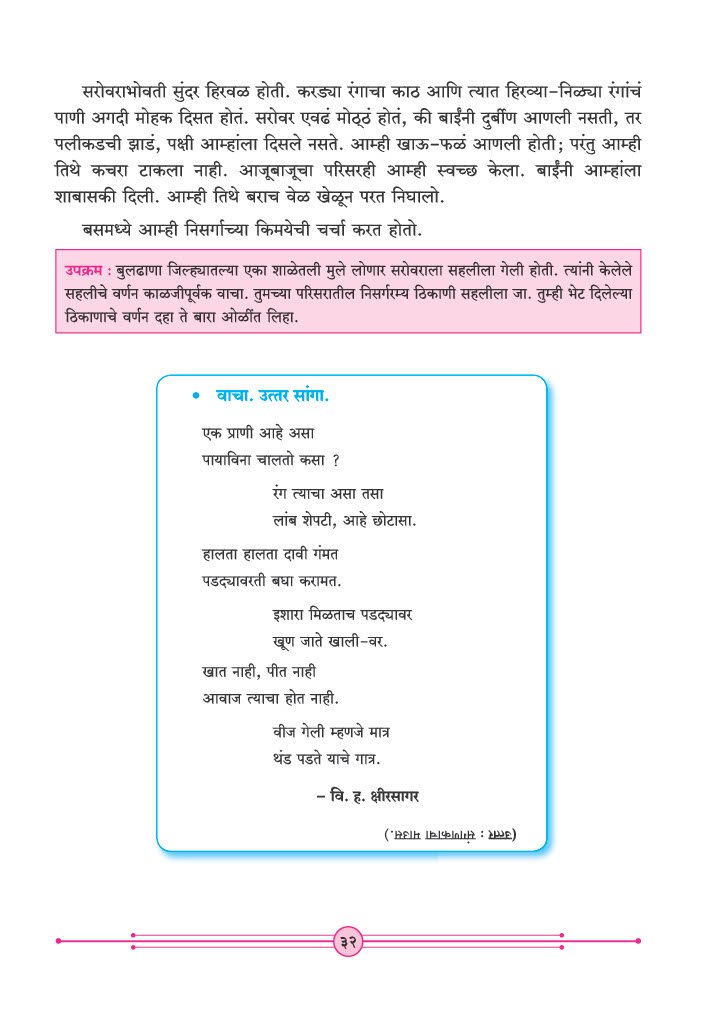 सरोवराभोवती सुंदर हिरवळ होती. करड्या रंगाचा काठ आणि त्यात हिरव्या-निळ्या रंगांचं
पाणी अगदी मोहक दिसत होतं. सरोवर एवढं मोठ्ठं होतं, की बाईंनी दुर्बीण आणली नसती, तर
पलीकडची झाडं, पक्षी आम्हांला दिसले नसते. आम्ही खाऊ-फळं आणली होती; परंतु आम्ही
तिथे कचरा टाकला नाही. आजूबाजूचा परिसरही आम्ही स्वच्छ केला. बाईंनी आम्हांला
शाबासकी दिली. आम्ही तिथे बराच वेळ खेळून परत निघालो.
बसमध्ये आम्ही निसर्गाच्या किमयेची चर्चा करत होतो.
उपक्रम : बुलढाणा जिल्ह्यातल्या एका शाळेतली मुले लोणार सरोवराला सहलीला गेली होती. त्यांनी केलेले
सहलीचे वर्णन काळजीपूर्वक वाचा. तुमच्या परिसरातील निसर्गरम्य ठिकाणी सहलीला जा. तुम्ही भेट दिलेल्या
ठिकाणाचे वर्णन दहा ते बारा ओळींत लिहा.
• वाचा. उत्तर सांगा.
एक प्राणी आहे असा
पायाविना चालतो कसा ?
रंग त्याचा असा तसा
लांब शेपटी, आहे छोटासा.
हालता हालता दावी गंमत
पडद्यावरती बघा करामत.
इशारा मिळताच पडद्यावर
खूण जाते खाली-वर.
खात नाही, पीत नाही
आवाज त्याचा होत नाही.
वीज गेली म्हणजे मात्र
थंड पडते याचे गात्र.
– वि. ह. क्षीरसागर
(उत्तर : संगणकाचा माउस.)
३२